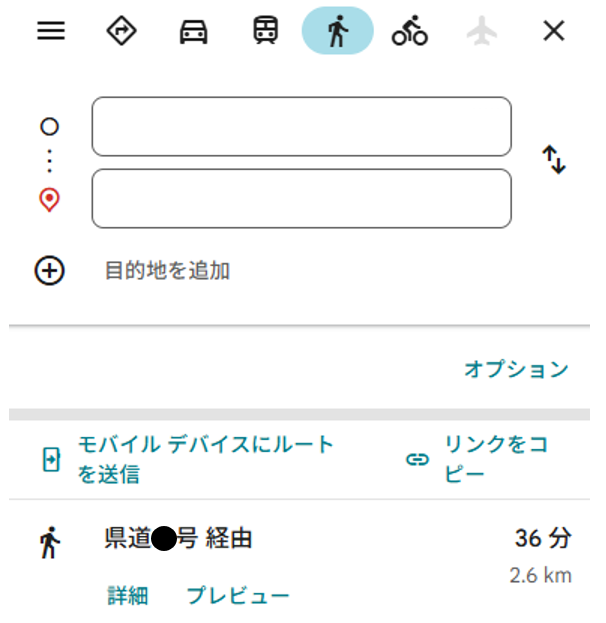 目的地を追加
オプション
モバイル デバイスにルート
を送信
リンクをコ
ピー
県道号 経由
36 分
2.6 km
詳細 プレビュー